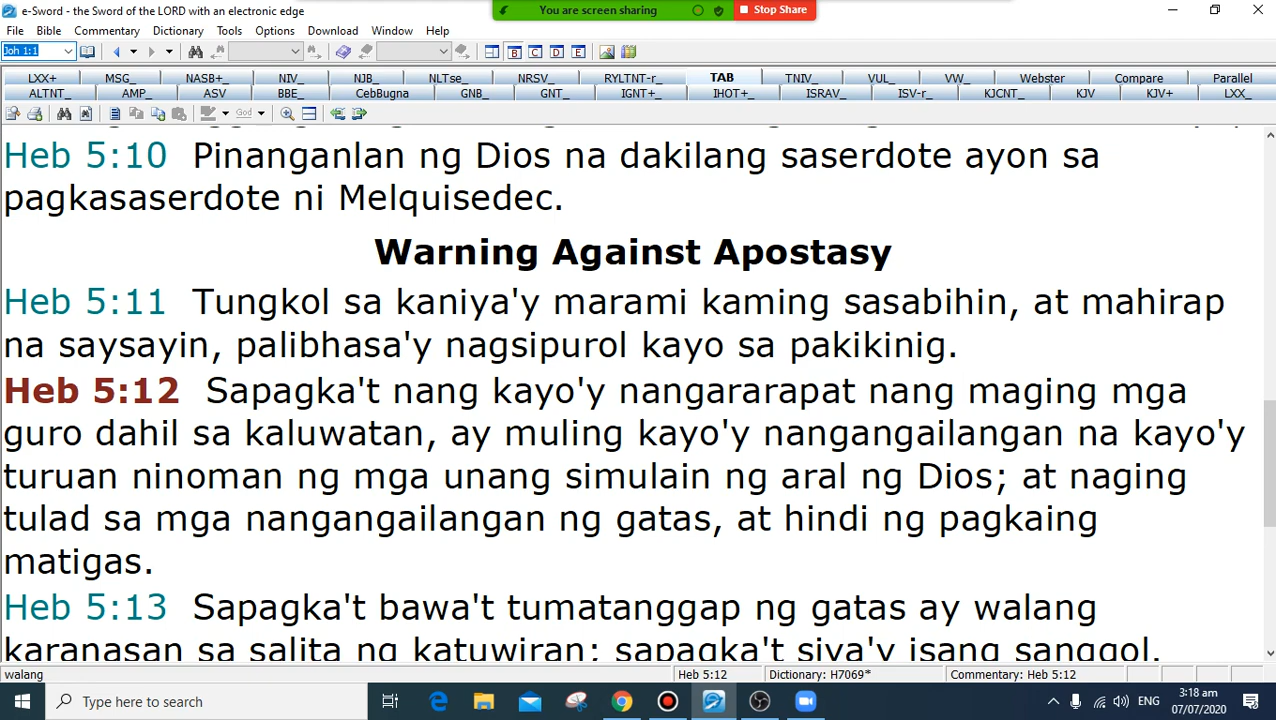 e-Sword - the Sword of the LORD with an electronic edge
You are screen sharing
Stop Share
File Bible Commentary Dictionary Tools Options Download Window Help
Joh 1:1
B C D E
LXX+ MSG_ NASB+_ NIV_ NJB_ NLTse_ NRSV_ RYLTNT-r_ TAB TNIV_ VUL_ VW_ Webster Compare Parallel
ALTNT_ AMP_ ASV BBE_ CebBugna GNB_ GNT_ IGNT+_ IHOT+_ ISRAV_ ISV-r_ KJCNT_ KJV KJV+ LXX_
God
Heb 5:10 Pinanganlan ng Dios na dakilang saserdote ayon sa
pagkasaserdote ni Melquisedec.
Warning Against Apostasy
Heb 5:11 Tungkol sa kaniya'y marami kaming sasabihin, at mahirap
na saysayin, palibhasa'y nagsipurol kayo sa pakikinig.
Heb 5:12 Sapagka't nang kayo'y nangararapat nang maging mga
guro dahil sa kaluwatan, ay muling kayo'y nangangailangan na kayo'y
turuan ninoman ng mga unang simulain ng aral ng Dios; at naging
tulad sa mga nangangailangan ng gatas, at hindi ng pagkaing
matigas.
Heb 5:13 Sapagka't bawa't tumatanggap ng gatas ay walang
karanasan sa salita ng katuwiran; sapagka't siya'y isang sanggol.
walang
Heb 5:12
Dictionary: H7069*
Commentary: Heb 5:12
Type here to search
ENG
3:18 am
07/07/2020